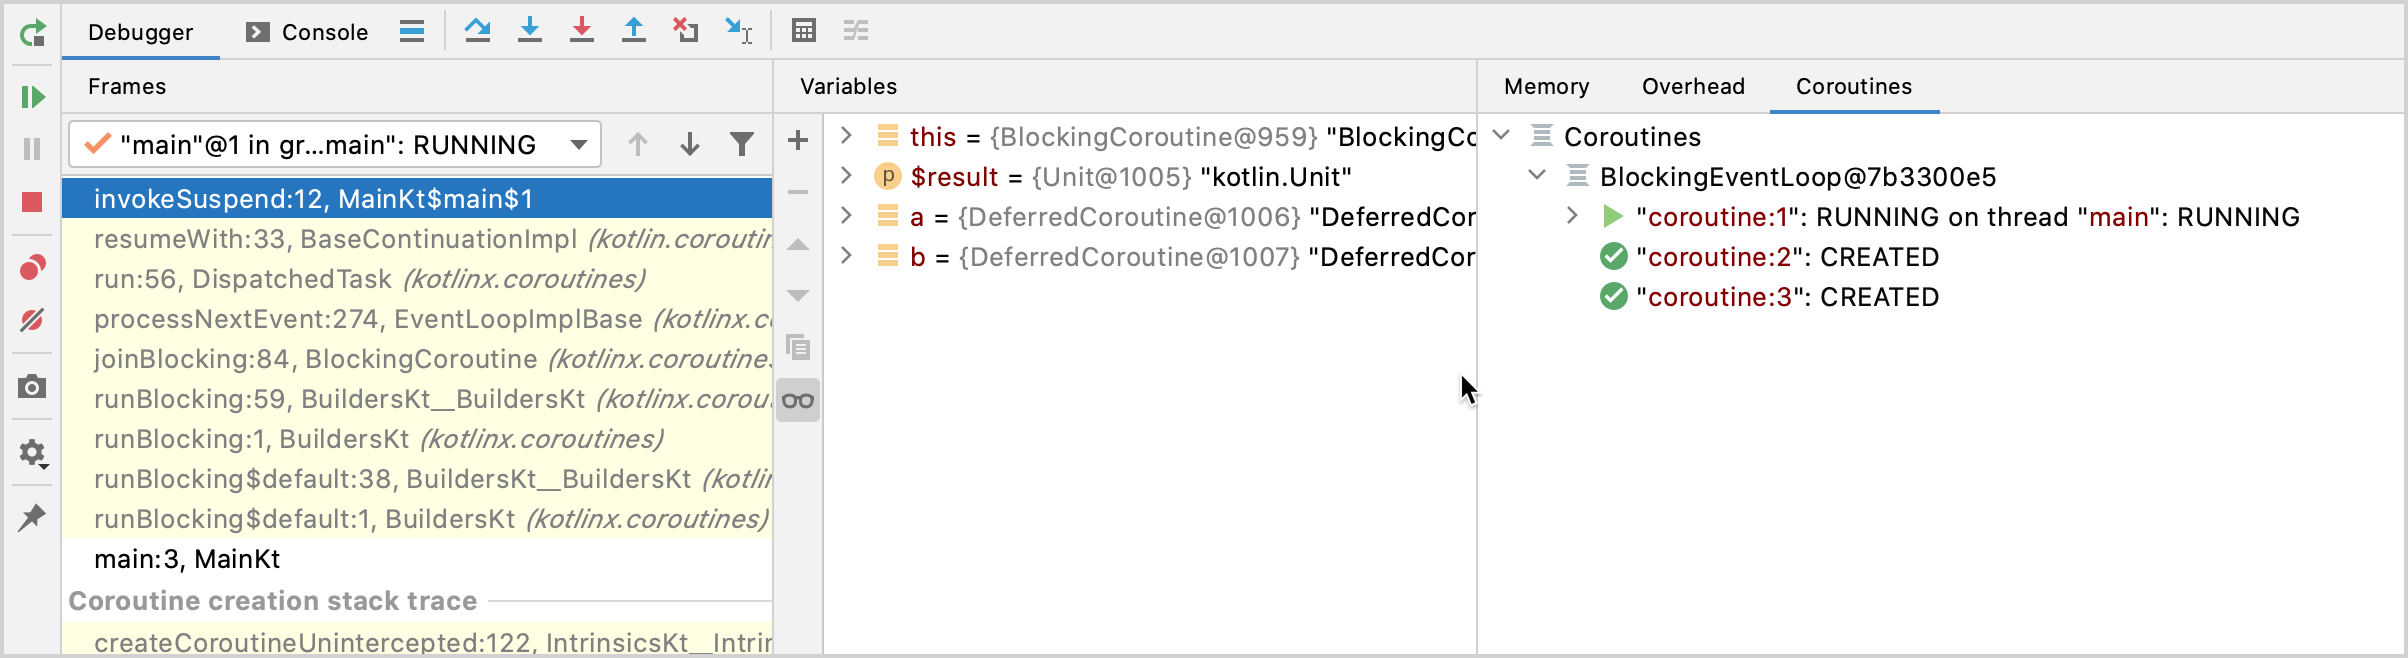 Debugger
Console
Frames
Variables
Memory
Overhead
Coroutines
"main"@1 in gr...main": RUNNING
invokeSuspend:12, MainKt$main$1
resumeWith:33, BaseContinuationImpl (kotlin.coroutin
run:56, DispatchedTask (kotlinx.coroutines)
processNextEvent:274, EventLoopImplBase (kotlinx.c
joinBlocking:84, BlockingCoroutine (kotlinx.coroutines
runBlocking:59, BuildersKt__BuildersKt (kotlinx.corou
runBlocking:1, BuildersKt (kotlinx.coroutines)
runBlocking$default:38, BuildersKt__BuildersKt (kotlin
runBlocking$default:1, BuildersKt (kotlinx.coroutines)
main:3, MainKt
Coroutine creation stack trace
createCoroutineUnintercepted:122, IntrinsicsKt__Intrin
this = {BlockingCoroutine@959} "BlockingCo
p $result = {Unit@1005} "kotlin.Unit"
a = {DeferredCoroutine@1006} "DeferredCor
b = {DeferredCoroutine@1007} "DeferredCor
Coroutines
BlockingEventLoop@7b3300e5
"coroutine:1": RUNNING on thread "main": RUNNING
"coroutine:2": CREATED
"coroutine:3": CREATED